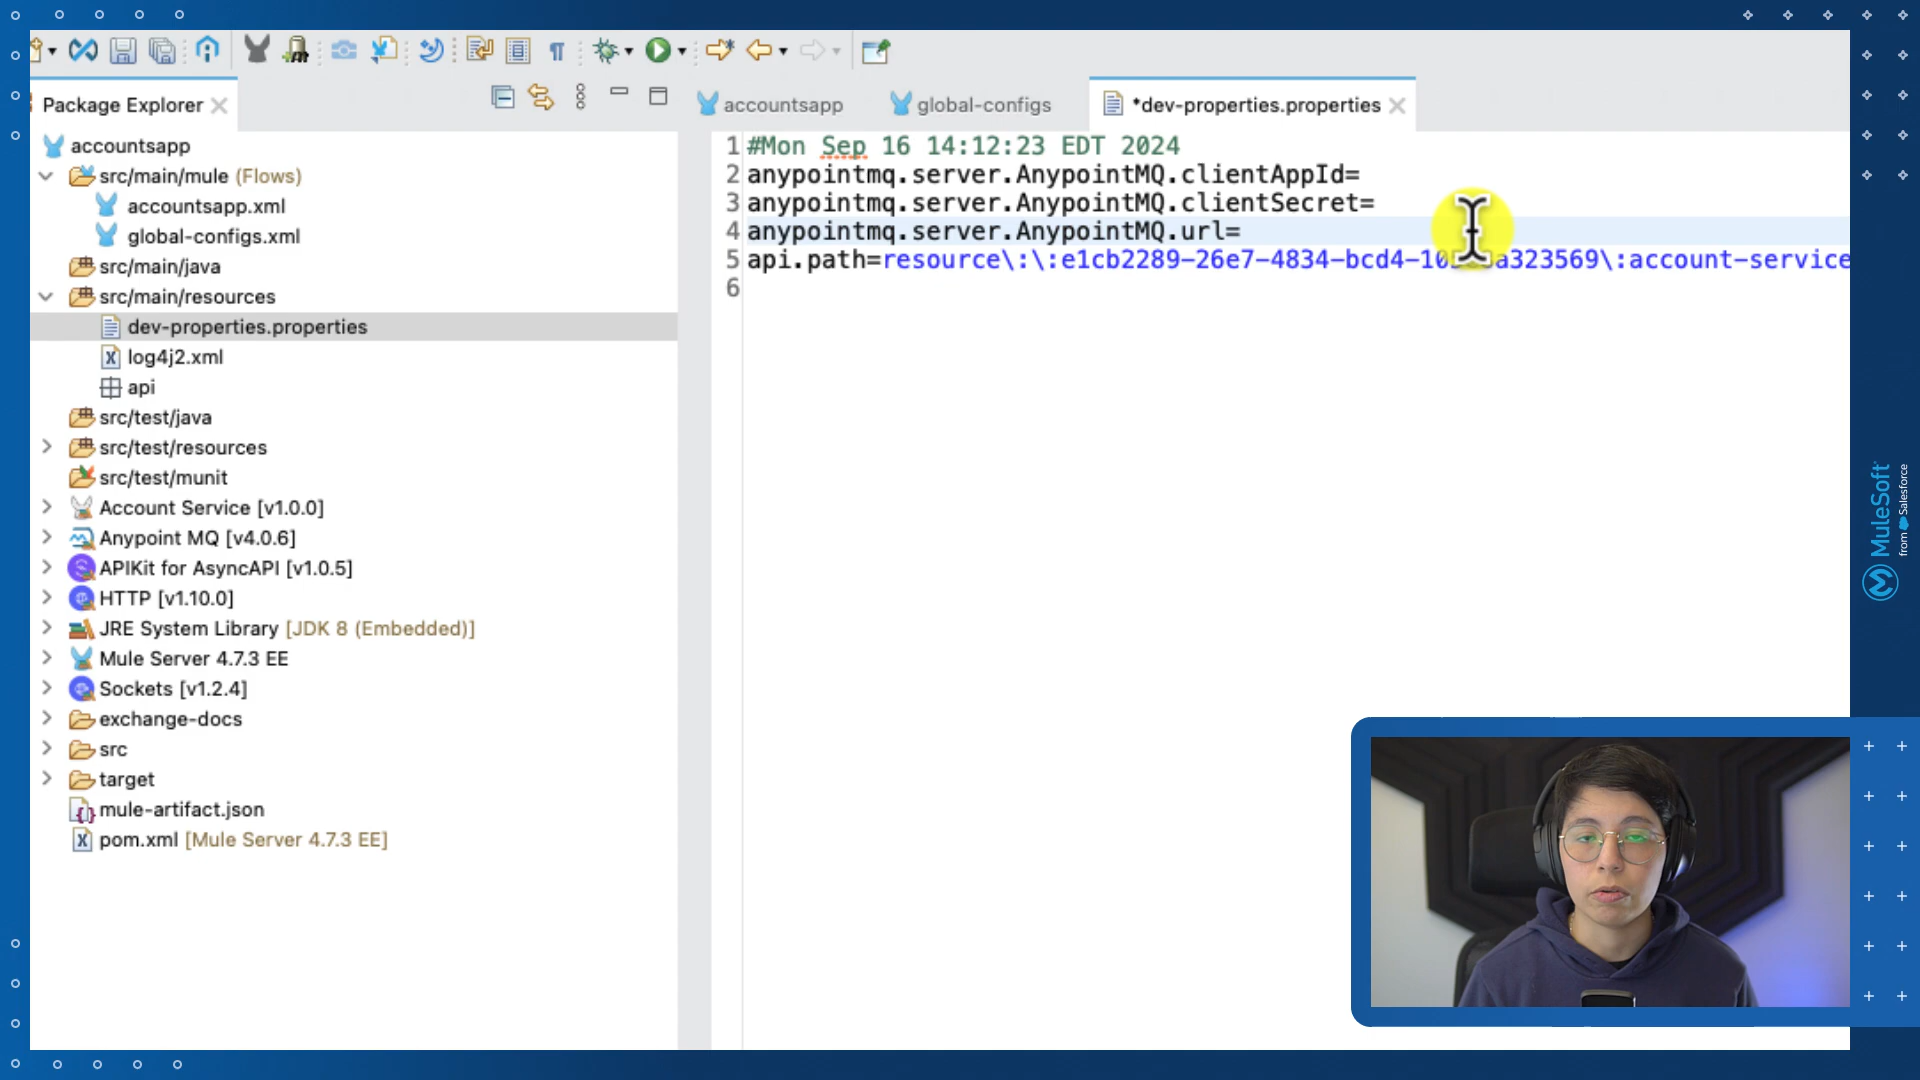 Package Explorer
accountsapp
src/main/mule (Flows)
accountsapp.xml
global-configs.xml
src/main/java
src/main/resources
dev-properties.properties
log4j2.xml
api
src/test/java
src/test/resources
src/test/munit
Account Service [v1.0.0]
Anypoint MQ [v4.0.6]
APIKit for AsyncAPI [v1.0.5]
HTTP [v1.10.0]
JRE System Library [JDK 8 (Embedded)]
Mule Server 4.7.3 EE
Sockets [v1.2.4]
exchange-docs
src
target
mule-artifact.json
pom.xml [Mule Server 4.7.3 EE]
accountsapp global-configs *dev-properties.properties
1 #Mon Sep 16 14:12:23 EDT 2024
2 anypointmq.server.AnypointMQ.clientAppId=
3 anypointmq.server.AnypointMQ.clientSecret=
4 anypointmq.server.AnypointMQ.url=
5 api.path=resource\:\:e1cb2289-26e7-4834-bcd4-10 a323569\:account-service
6
MuleSoft
from Salesforce